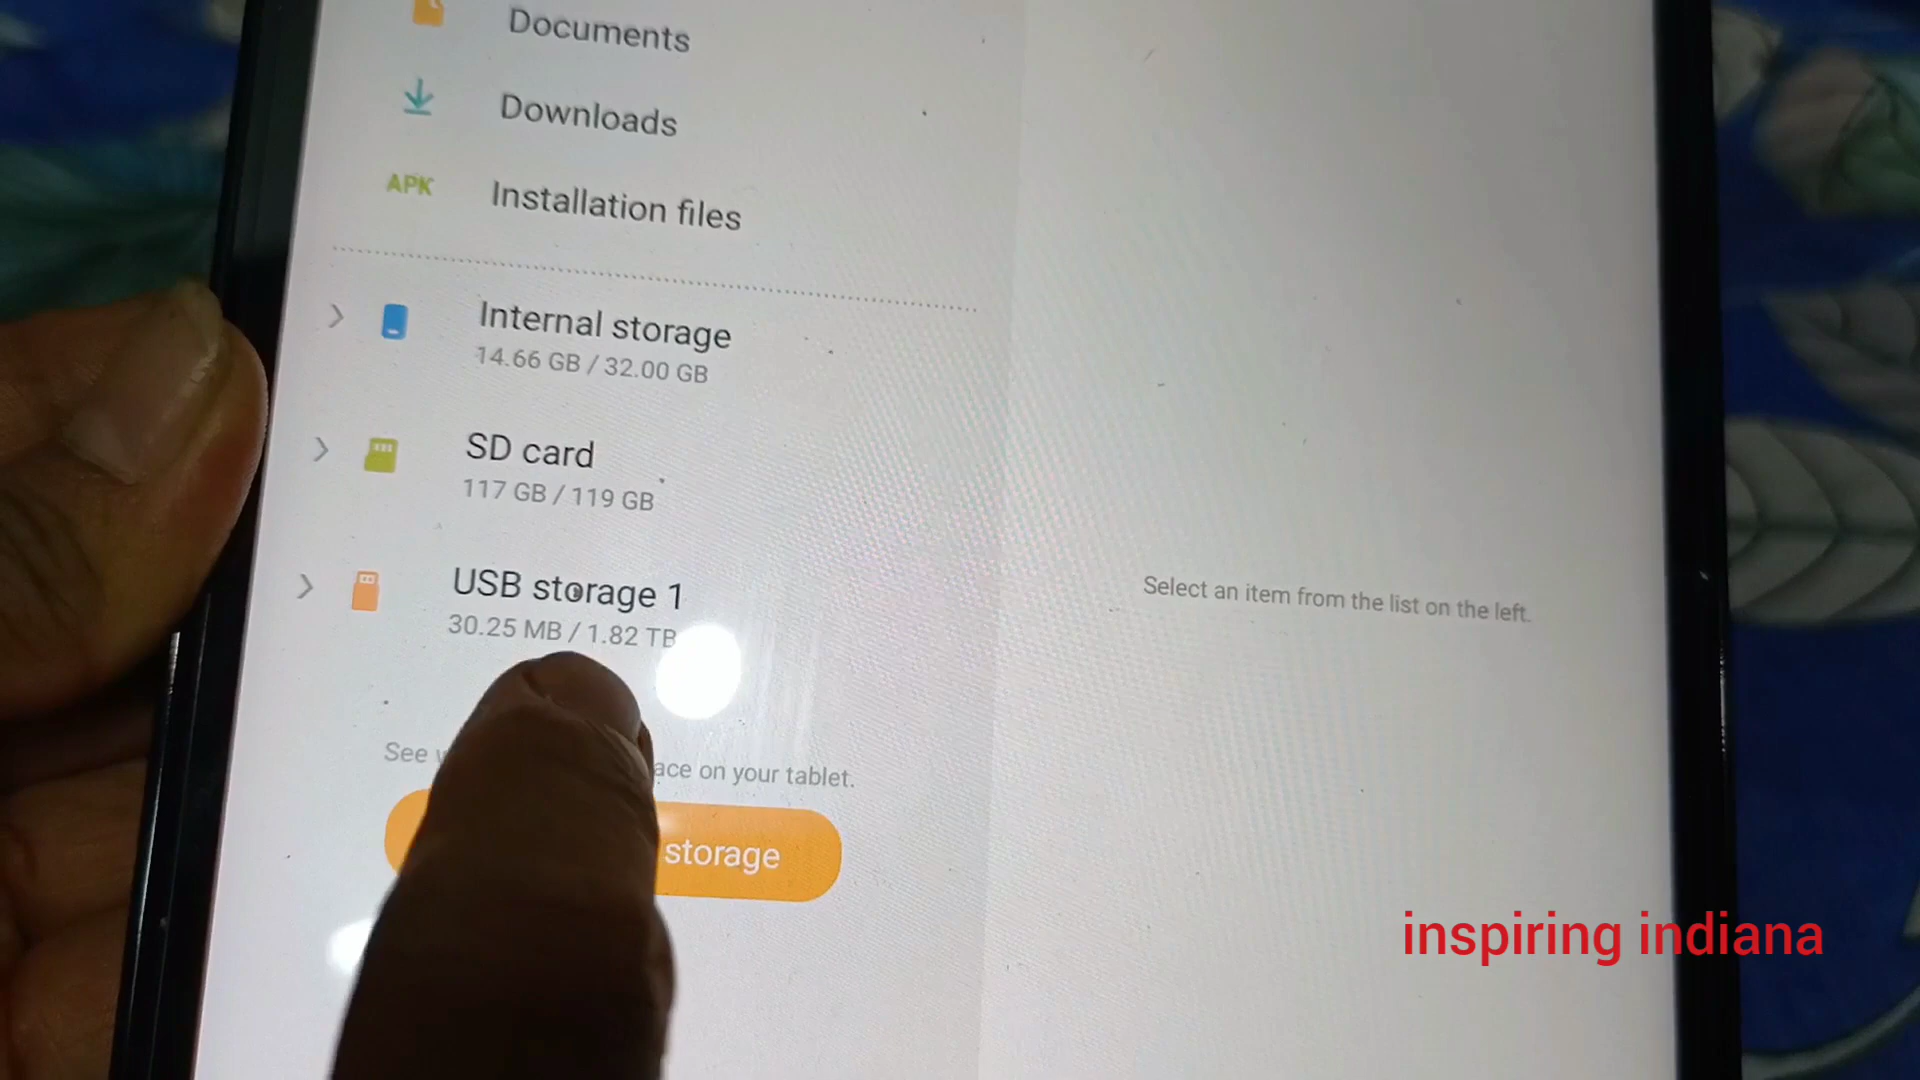 Documents
Downloads
APK
Installation files
Internal storage
14.66 GB / 32.00 GB
SD card
117 GB / 119 GB
USB storage 1
30.25 MB / 1.82 TB
Select an item from the list on the left.
See
on your tablet.
storage
inspiring indiana